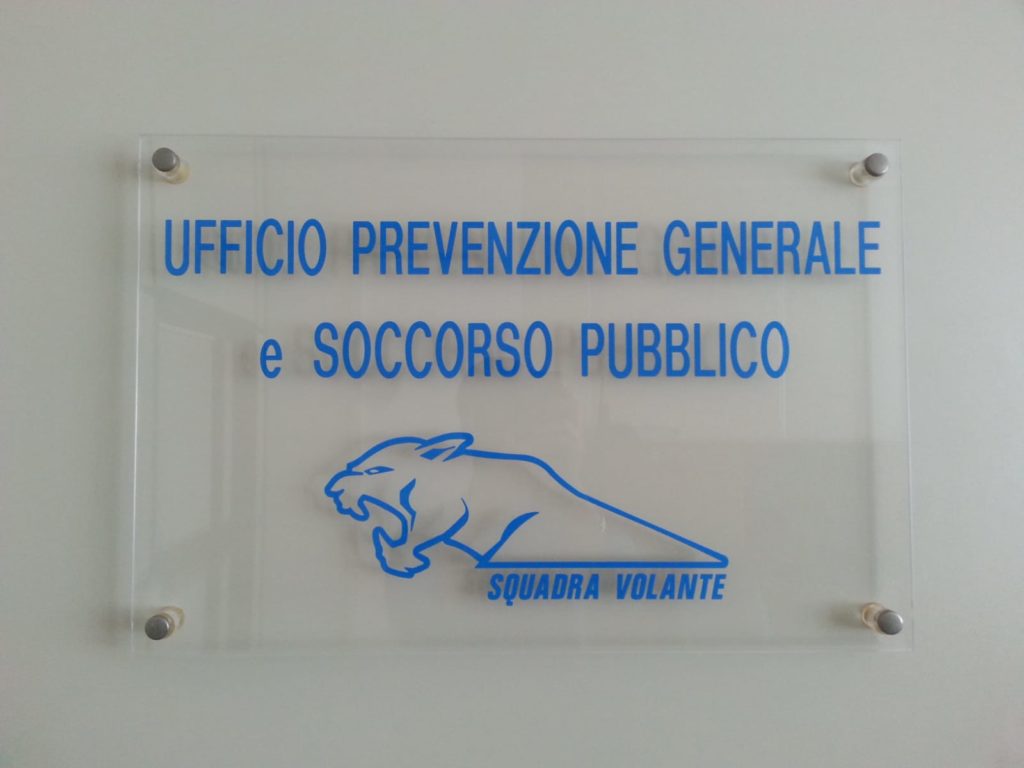 UFFICIO PREVENZIONE GENERALE
e SOCCORSO PUBBLICO
SQUADRA VOLANTE